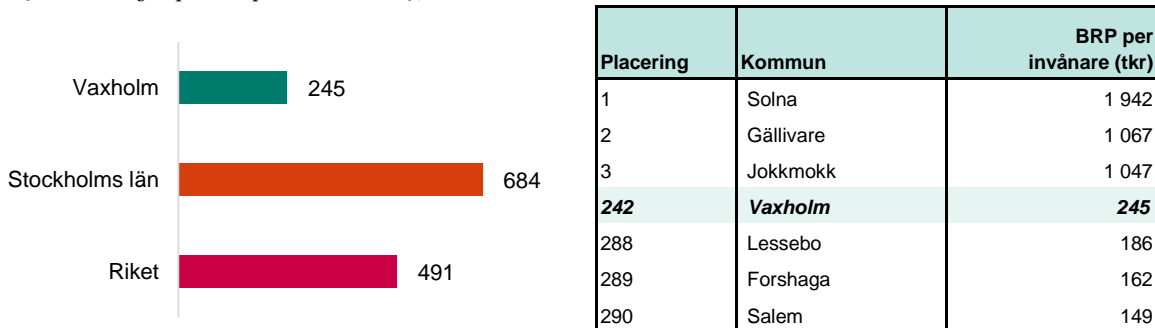 Vaxholm 245
Stockholms län 684
Riket 491
Placering Kommun BRP per invånare (tkr)
1 Solna 1 942
2 Gällivare 1 067
3 Jokkmokk 1 047
242 Vaxholm 245
288 Lessebo 186
289 Forshaga 162
290 Salem 149